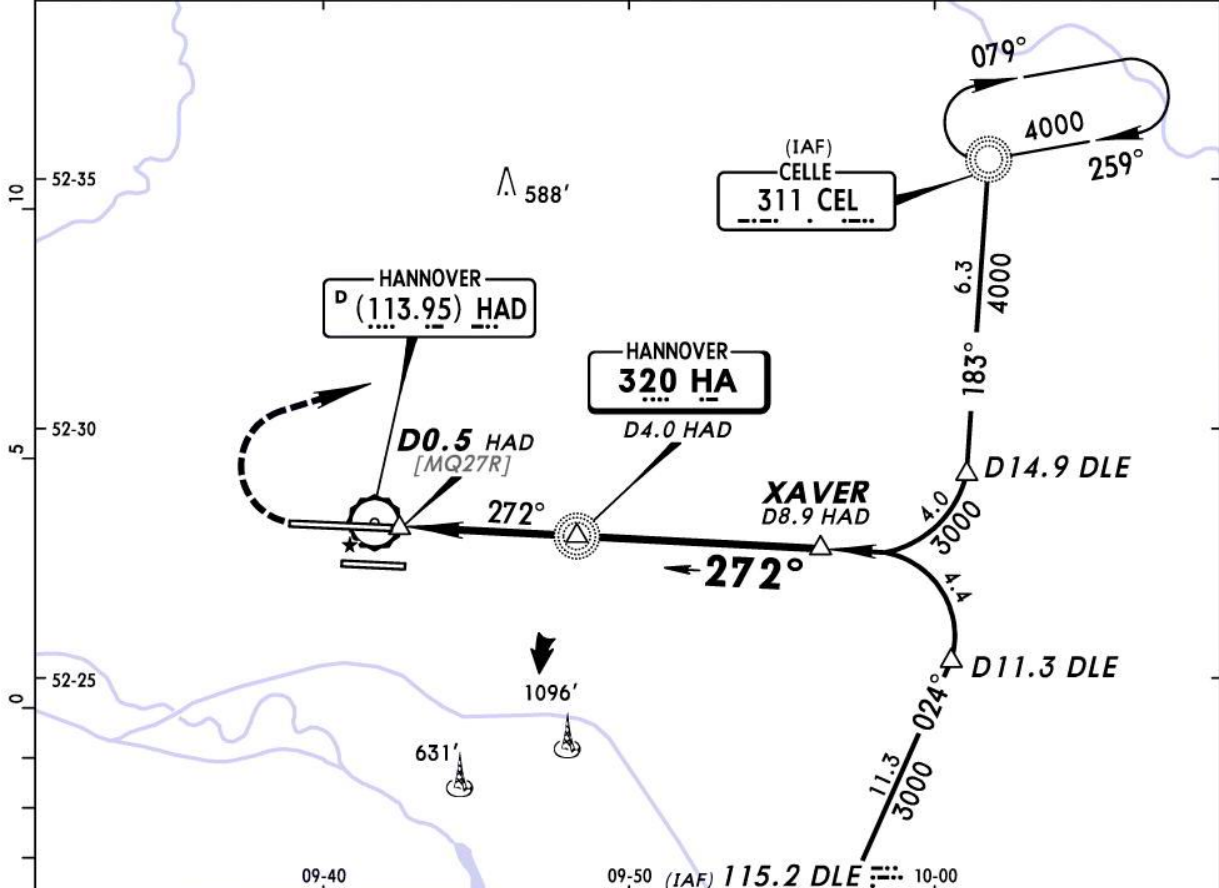 079°
4000
259°
(IAF)
CELLE
311 CEL
52-35
10
588'
6.3
4000
183°
HANNOVER
D (113.95) HAD
HANNOVER
320 HA
D4.0 HAD
52-30
5
D0.5 HAD
[MQ27R]
XAVER
D8.9 HAD
D14.9 DLE
4.0
3000
272°
272°
4.4
D11.3 DLE
52-25
0
1096'
631'
024°
11.3
3000
09-40
09-50
(IAF) 115.2 DLE
10-00